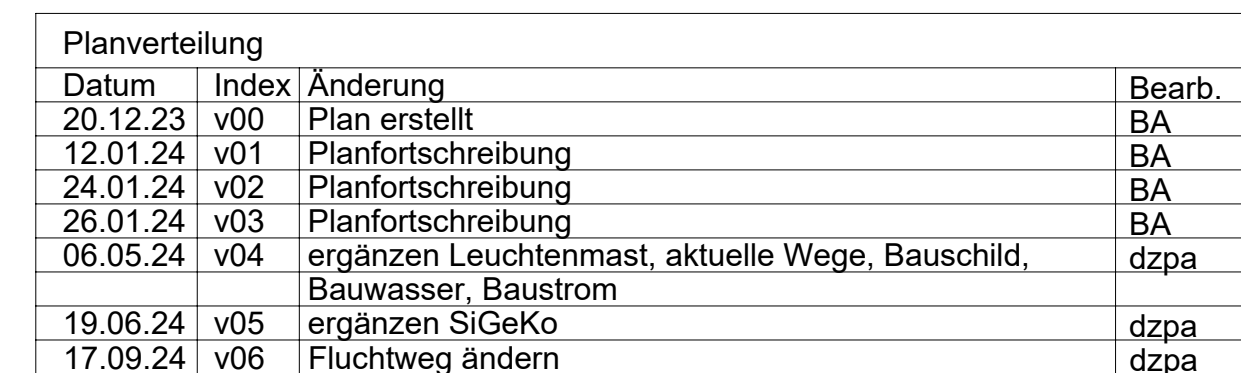 Planverteilung
Datum Index Änderung Bearb.
20.12.23 v00 Plan erstellt BA
12.01.24 v01 Planfortschreibung BA
24.01.24 v02 Planfortschreibung BA
26.01.24 v03 Planfortschreibung BA
06.05.24 v04 ergänzen Leuchtenmast, aktuelle Wege, Bauschild, dzpa
Bauwasser, Baustrom
19.06.24 v05 ergänzen SiGeKo dzpa
17.09.24 v06 Fluchtweg ändern dzpa